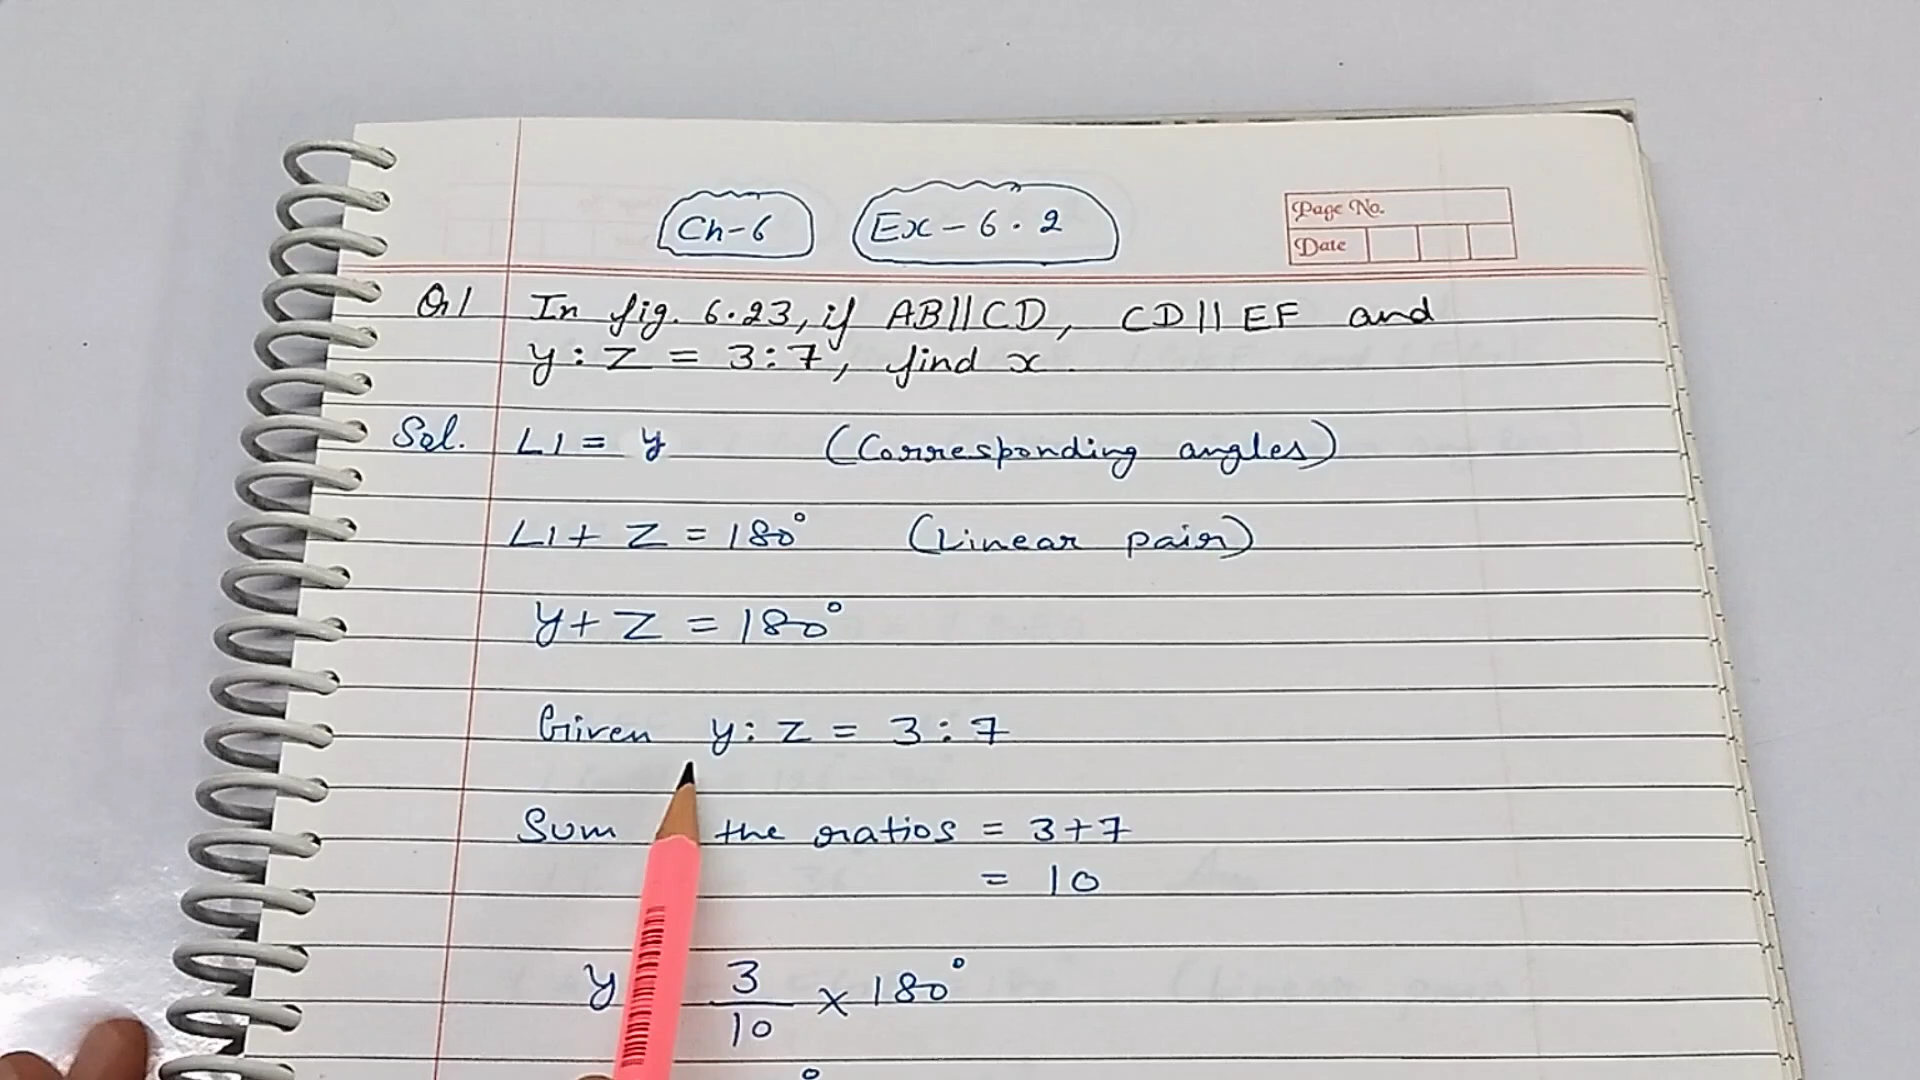 Ch-6 Ex-6.2
Page No.
Date
Q1 In fig. 6.23, if AB||CD, CD||EF and
y:z = 3:7, find x.
Sol. ∠1 = y (Corresponding angles)
∠1+ z = 180° (Linear pair)
y+z = 180°
Given y:z = 3:7
Sum the ratios = 3+7
= 10
y 3/10 × 180°